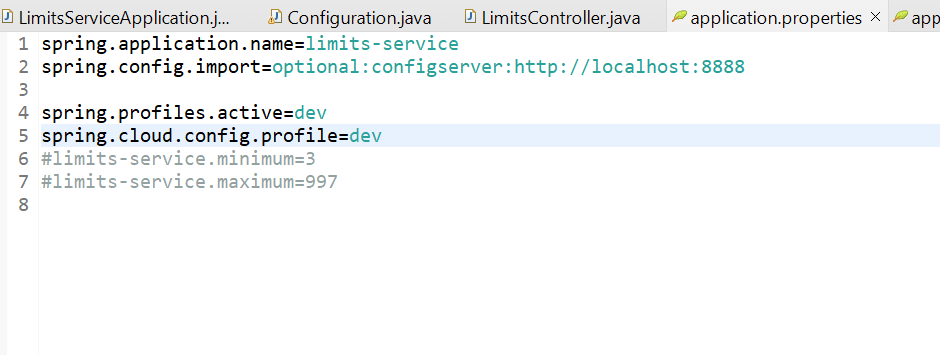 LimitsServiceApplication.j... Configuration.java LimitsController.java application.properties app
1 spring.application.name=limits-service
2 spring.config.import=optional:configserver:http://localhost:8888
3
4 spring.profiles.active=dev
5 spring.cloud.config.profile=dev
6 #limits-service.minimum=3
7 #limits-service.maximum=997
8